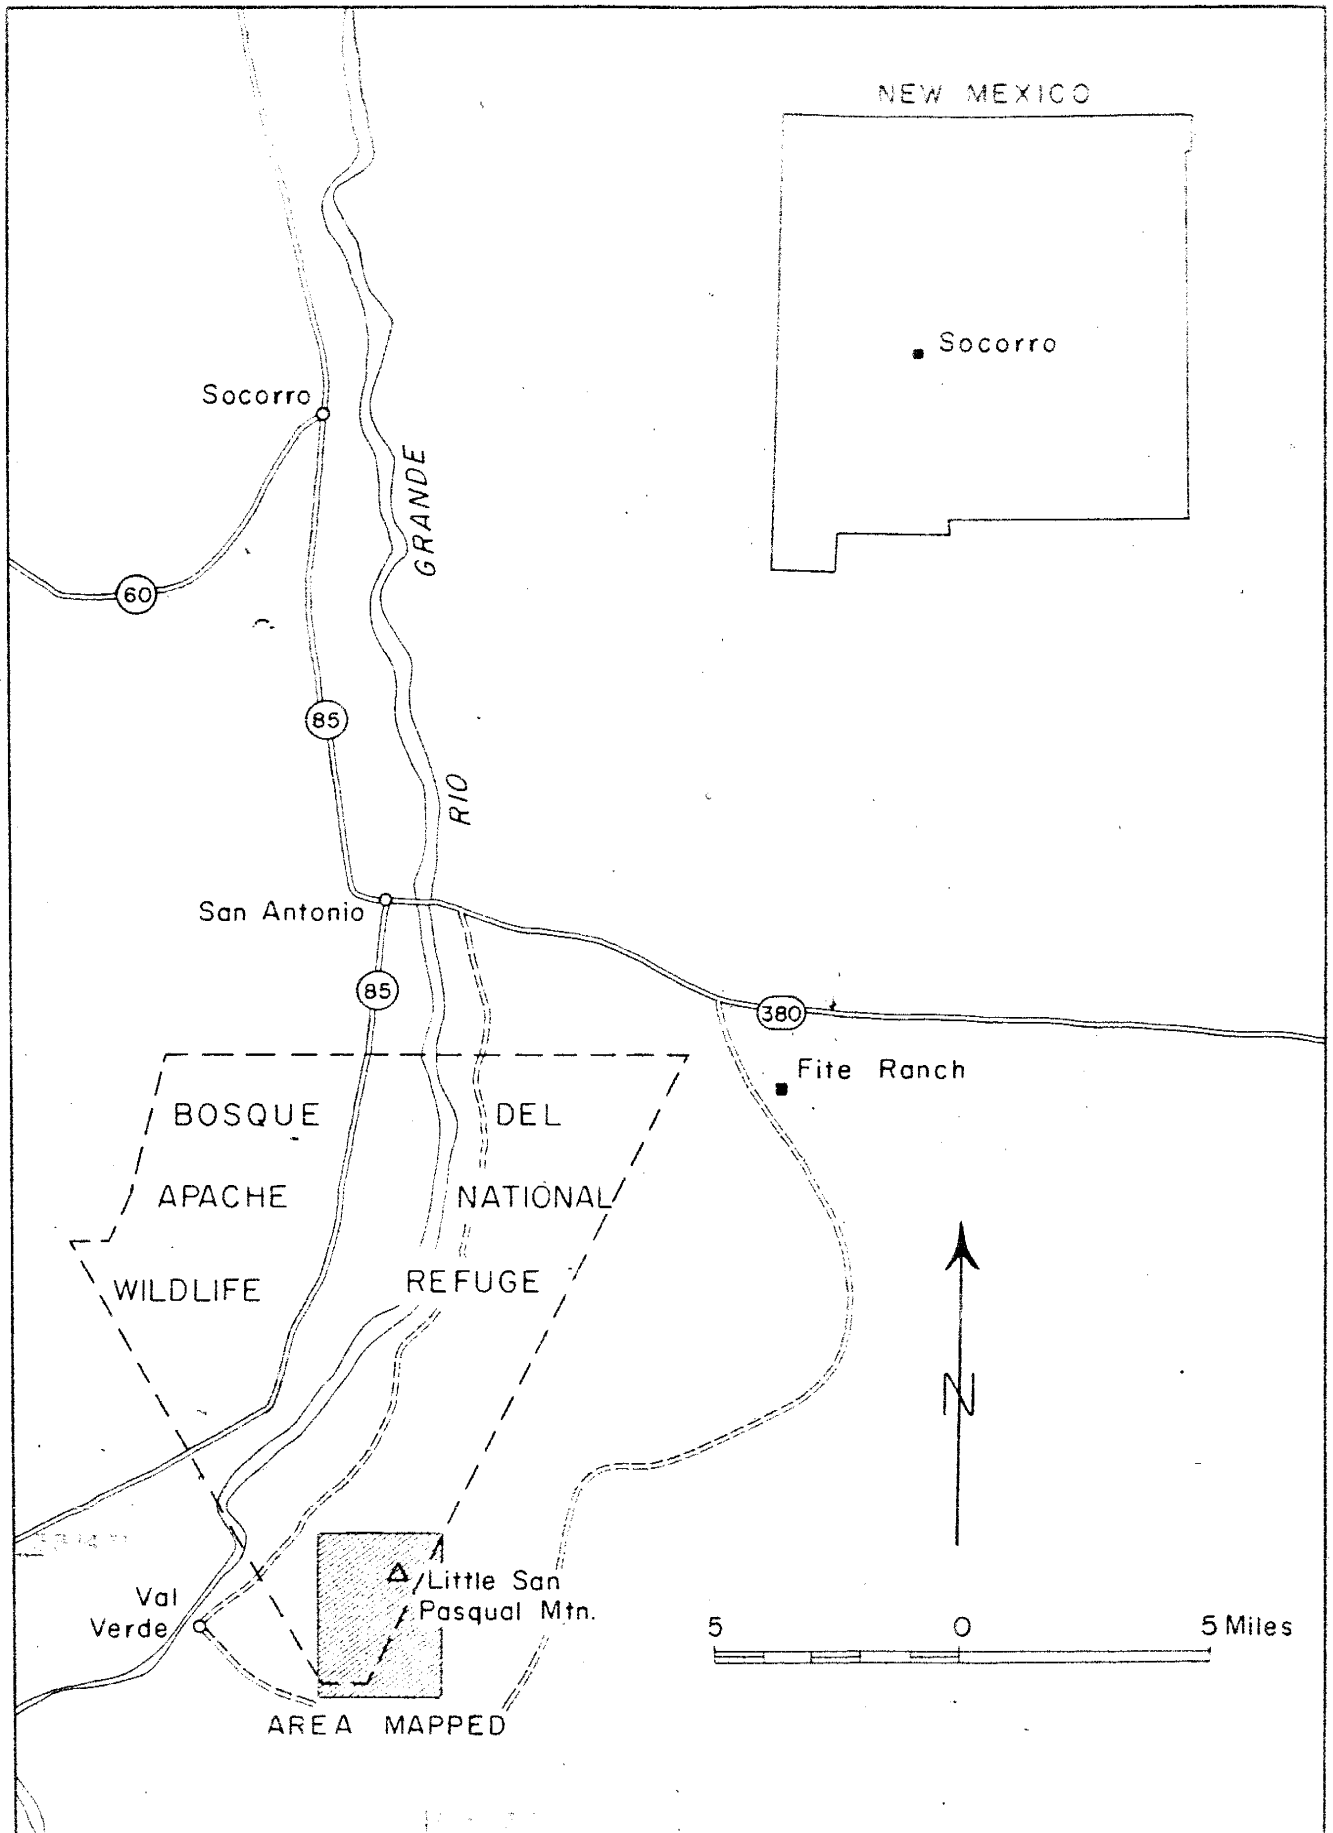 NEW MEXICO
Socorro
Socorro
GRANDE
60
85
RIO
San Antonio
85
380
Fite Ranch
BOSQUE DEL
APACHE NATIONAL
WILDLIFE REFUGE
N
Little San
Pasqual Mtn.
Val
Verde
5 0 5 Miles
AREA MAPPED